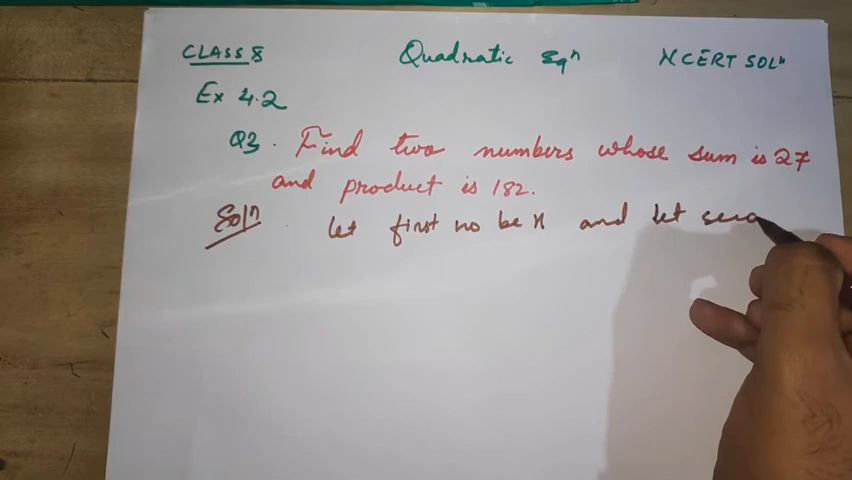 CLASS 8 Quadratic Eqⁿ NCERT SOLⁿ
Ex 4.2
Q3. Find two numbers whose sum is 27
and product is 182.
Solⁿ. let first no be x and let seco